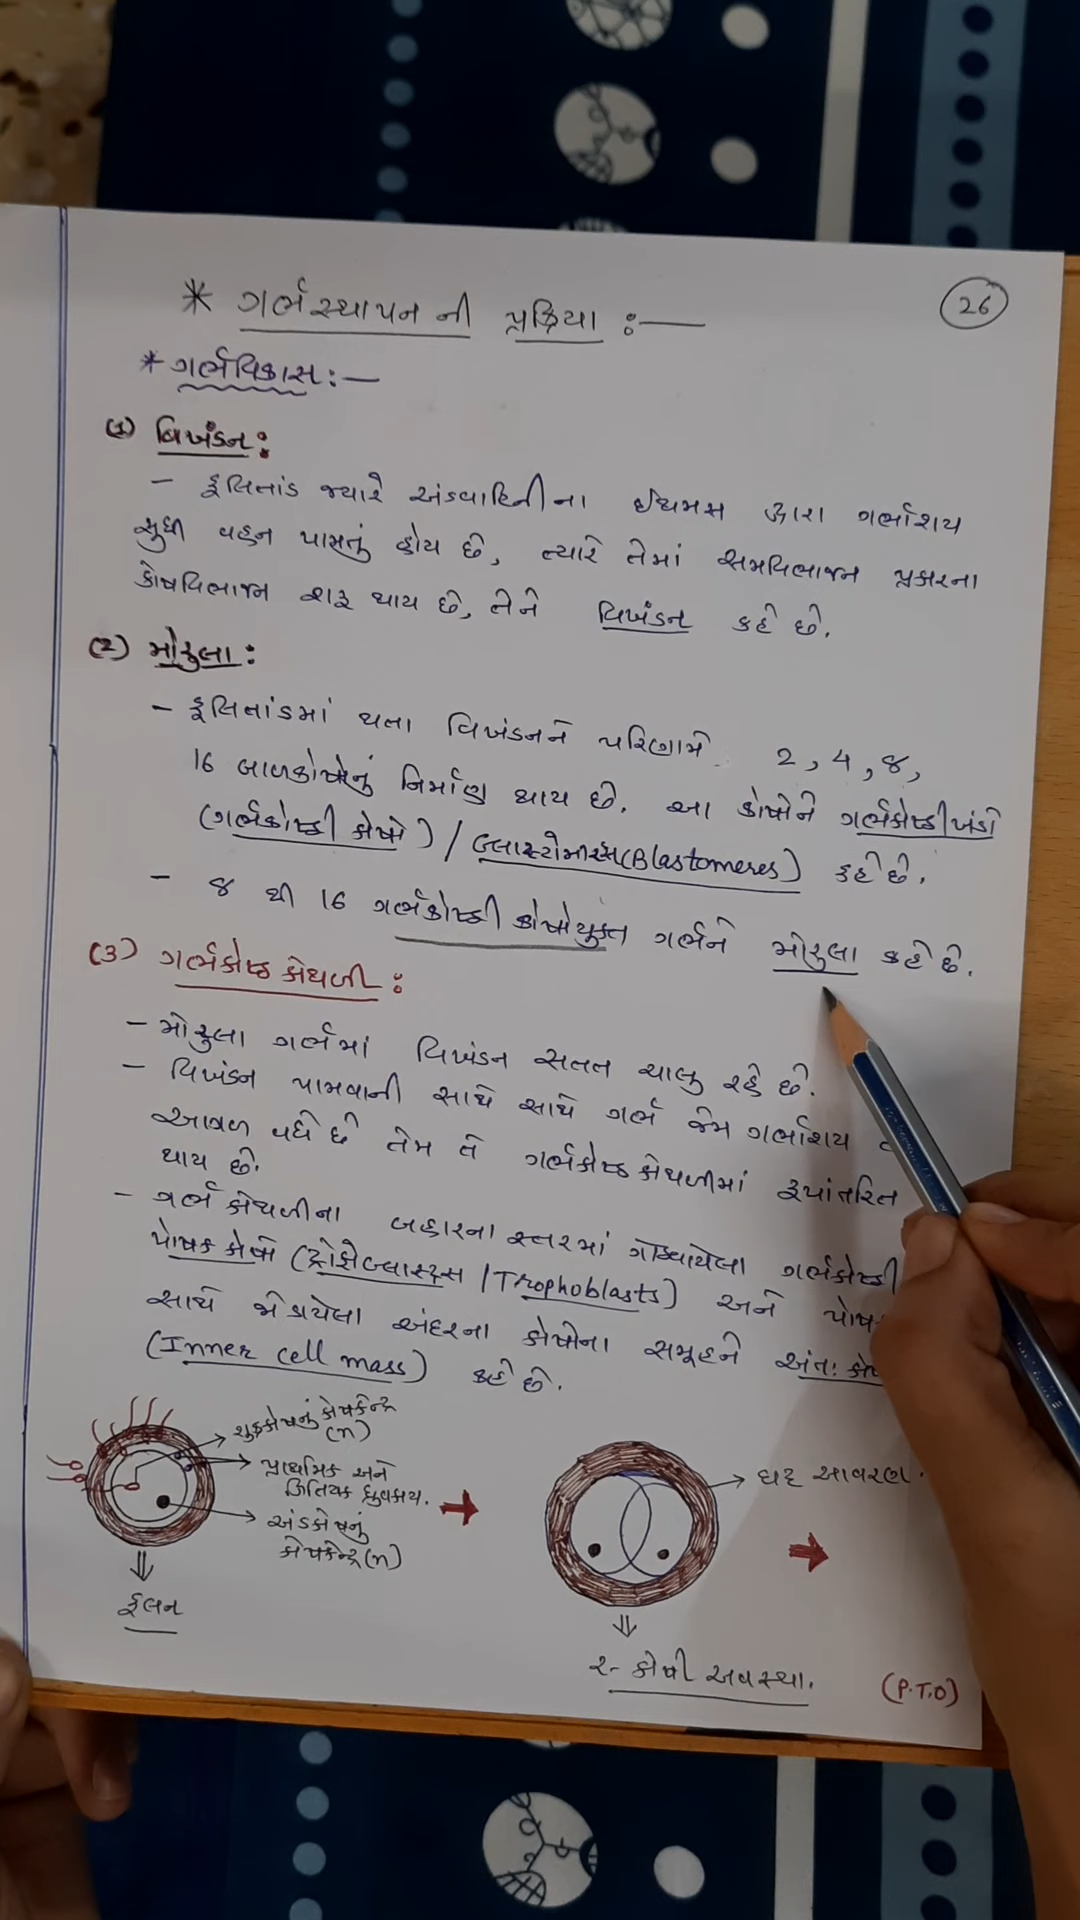 26
* ગર્ભસ્થાપન ની પ્રક્રિયા :—
* ગર્ભવિકાસ :—
(1) વિખંડન :
- ફલિતાંડ જ્યારે અંડવાહિનીના ઈથમસ દ્વારા ગર્ભાશય
સુધી વહન પામતું હોય છે, ત્યારે તેમાં સમવિભાજન પ્રકારના
કોષવિભાજન શરૂ થાય છે, તેને વિખંડન કહે છે.
(2) મોરુલા :
- ફલિતાંડમાં થતા વિખંડનને પરિણામે 2, 4, 8,
16 બાળકોષોનું નિર્માણ થાય છે. આ કોષોને ગર્ભકોષ્ઠીખંડો
(ગર્ભકોષ્ઠી કોષો) / બ્લાસ્ટોમીરસ (Blastomeres) કહે છે.
- 8 થી 16 ગર્ભકોષ્ઠી કોષોયુક્ત ગર્ભને મોરુલા કહે છે.
(3) ગર્ભકોષ્ઠ કોથળી :
- મોરુલા ગર્ભમાં વિખંડન સતત ચાલુ રહે છે.
- વિખંડન પામવાની સાથે સાથે ગર્ભ જેમ ગર્ભાશય
આગળ વધે છે તેમ તે ગર્ભકોષ્ઠ કોથળીમાં રૂપાંતરિત
થાય છે.
- ગર્ભ કોથળીના બહારના સ્તરમાં ગોઠવાયેલા ગર્ભકોષ્ઠી
પોષક કોષો (ટ્રોફોબ્લાસ્ટ્સ / Trophoblasts) અને
સાથે જોડાયેલા અંદરના કોષોના સમૂહને અંતઃ
(Inner cell mass) કહે છે.
શુક્રકોષનું કોષકેન્દ્ર
(n)
પ્રાથમિક અને
દ્વિતિયક ધ્રુવકાય.
અંડકોષનું
કોષકેન્દ્ર (n)
ફલન
ઘટ્ટ આવરણ
૨- કોષી અવસ્થા.
(P.T.O)